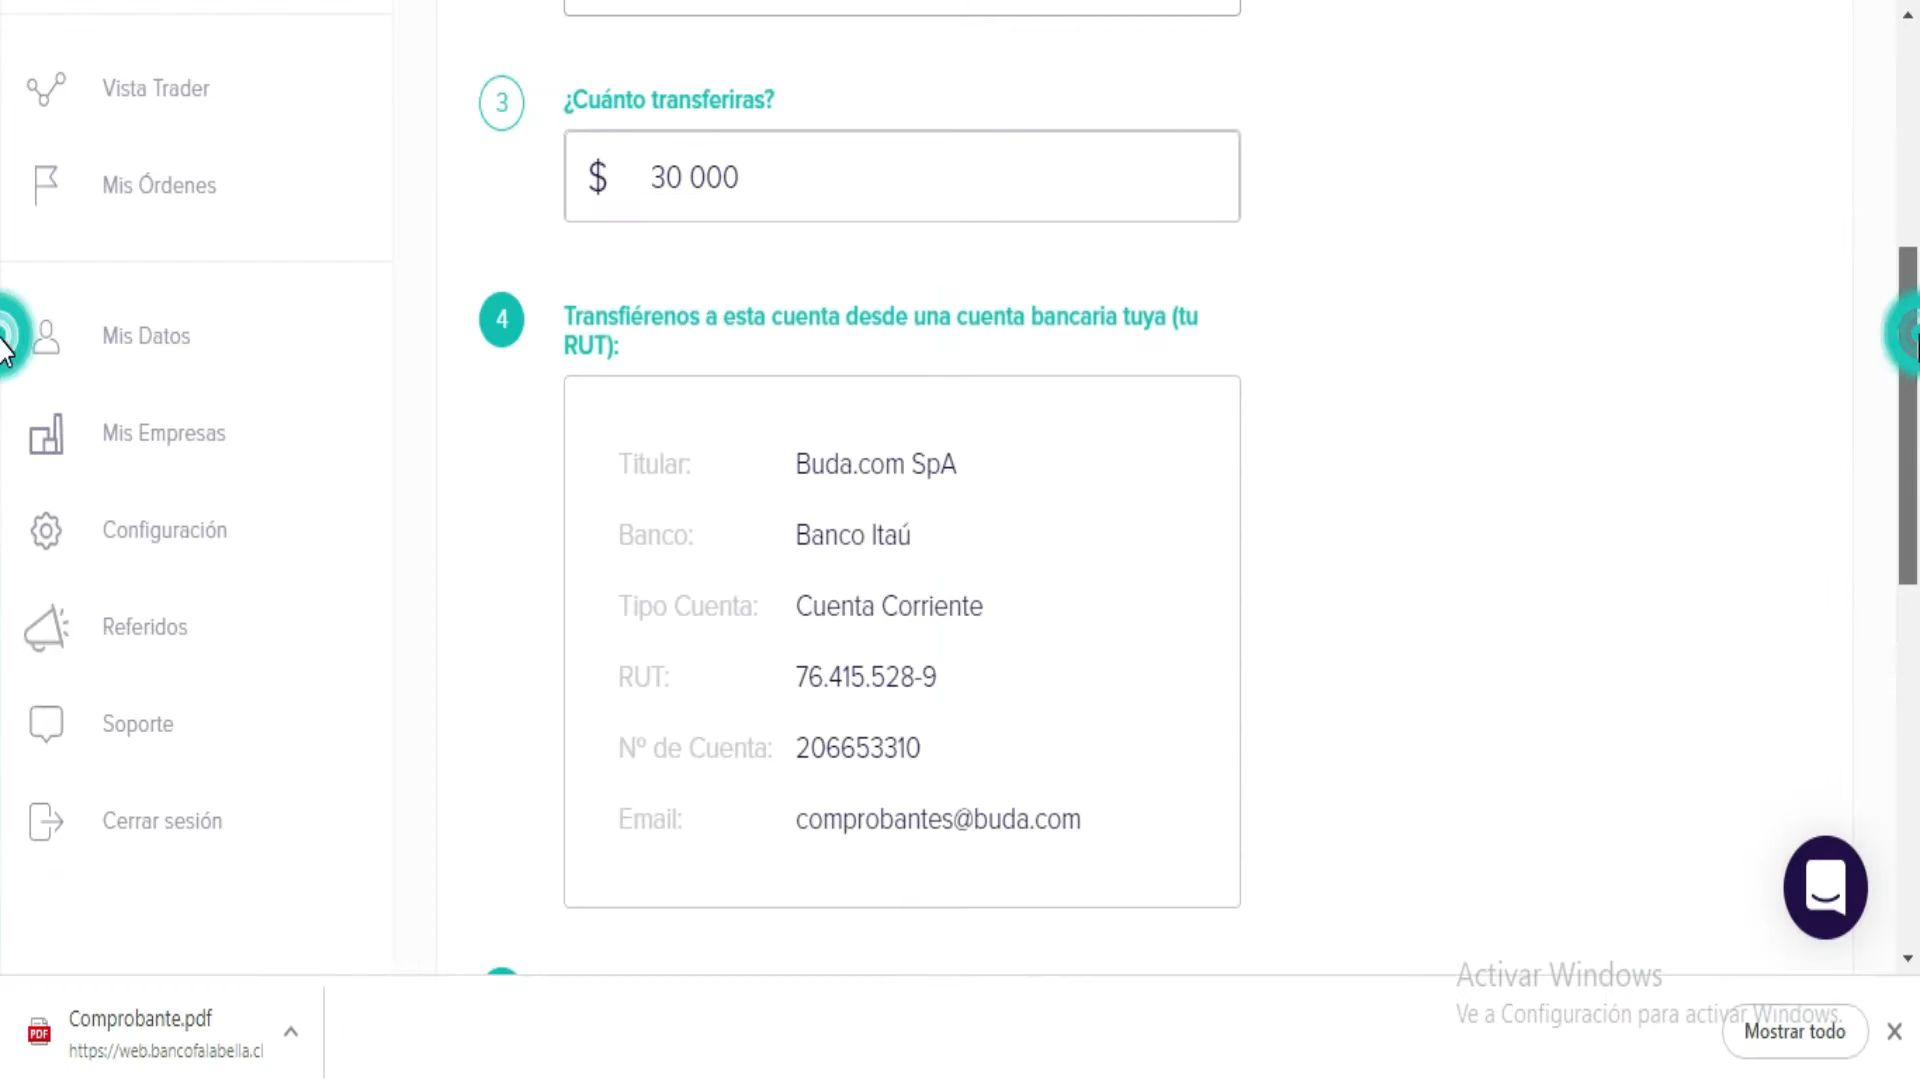 Vista Trader
Mis Órdenes
Mis Datos
Mis Empresas
Configuración
Referidos
Soporte
Cerrar sesión
3
¿Cuánto transferiras?
$ 30 000
4
Transfiérenos a esta cuenta desde una cuenta bancaria tuya (tu
RUT):
Titular: Buda.com SpA
Banco: Banco Itaú
Tipo Cuenta: Cuenta Corriente
RUT: 76.415.528-9
Nº de Cuenta: 206653310
Email: comprobantes@buda.com
Activar Windows
Ve a Configuración para activar Windows.
PDF
Comprobante.pdf
https://web.bancofalabella.cl
Mostrar todo